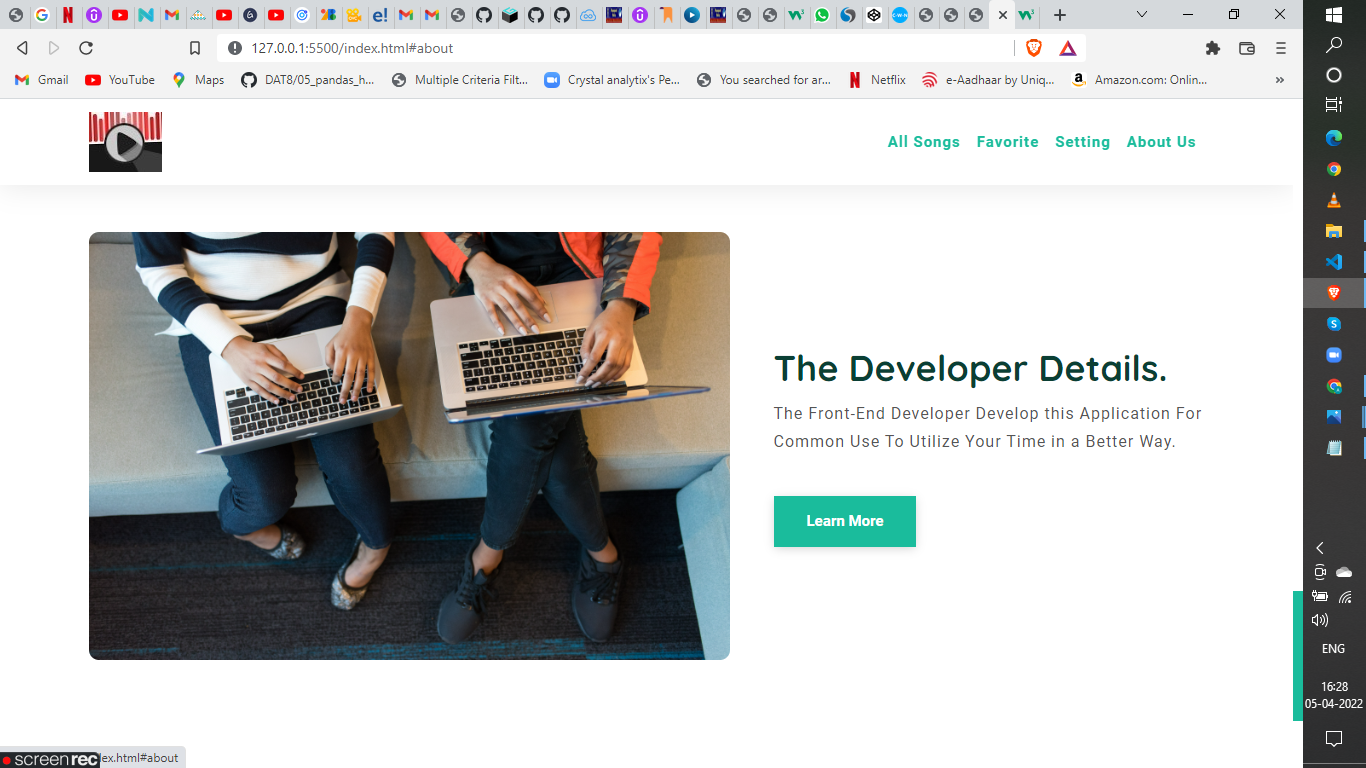 127.0.0.1:5500/index.html#about
Gmail YouTube Maps DAT8/05_pandas_h... Multiple Criteria Filt... Crystal analytix's Pe... You searched for ar... Netflix e-Aadhaar by Uniq... Amazon.com: Onlin... »
All Songs Favorite Setting About Us
The Developer Details.
The Front-End Developer Develop this Application For
Common Use To Utilize Your Time in a Better Way.
Learn More
ENG
16:28
05-04-2022
dex.html#about
screenrec